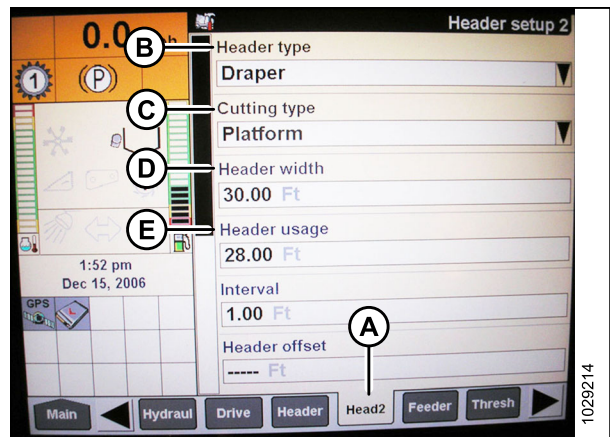 0.0
Header setup 2
B
Header type
Draper
1
(P)
C
Cutting type
Platform
D
Header width
30.00 Ft
E
Header usage
28.00 Ft
1:52 pm
Dec 15, 2006
Interval
1.00 Ft
GPS
A
Header offset
----- Ft
Main
Hydraul
Drive
Header
Head2
Feeder
Thresh
1029214